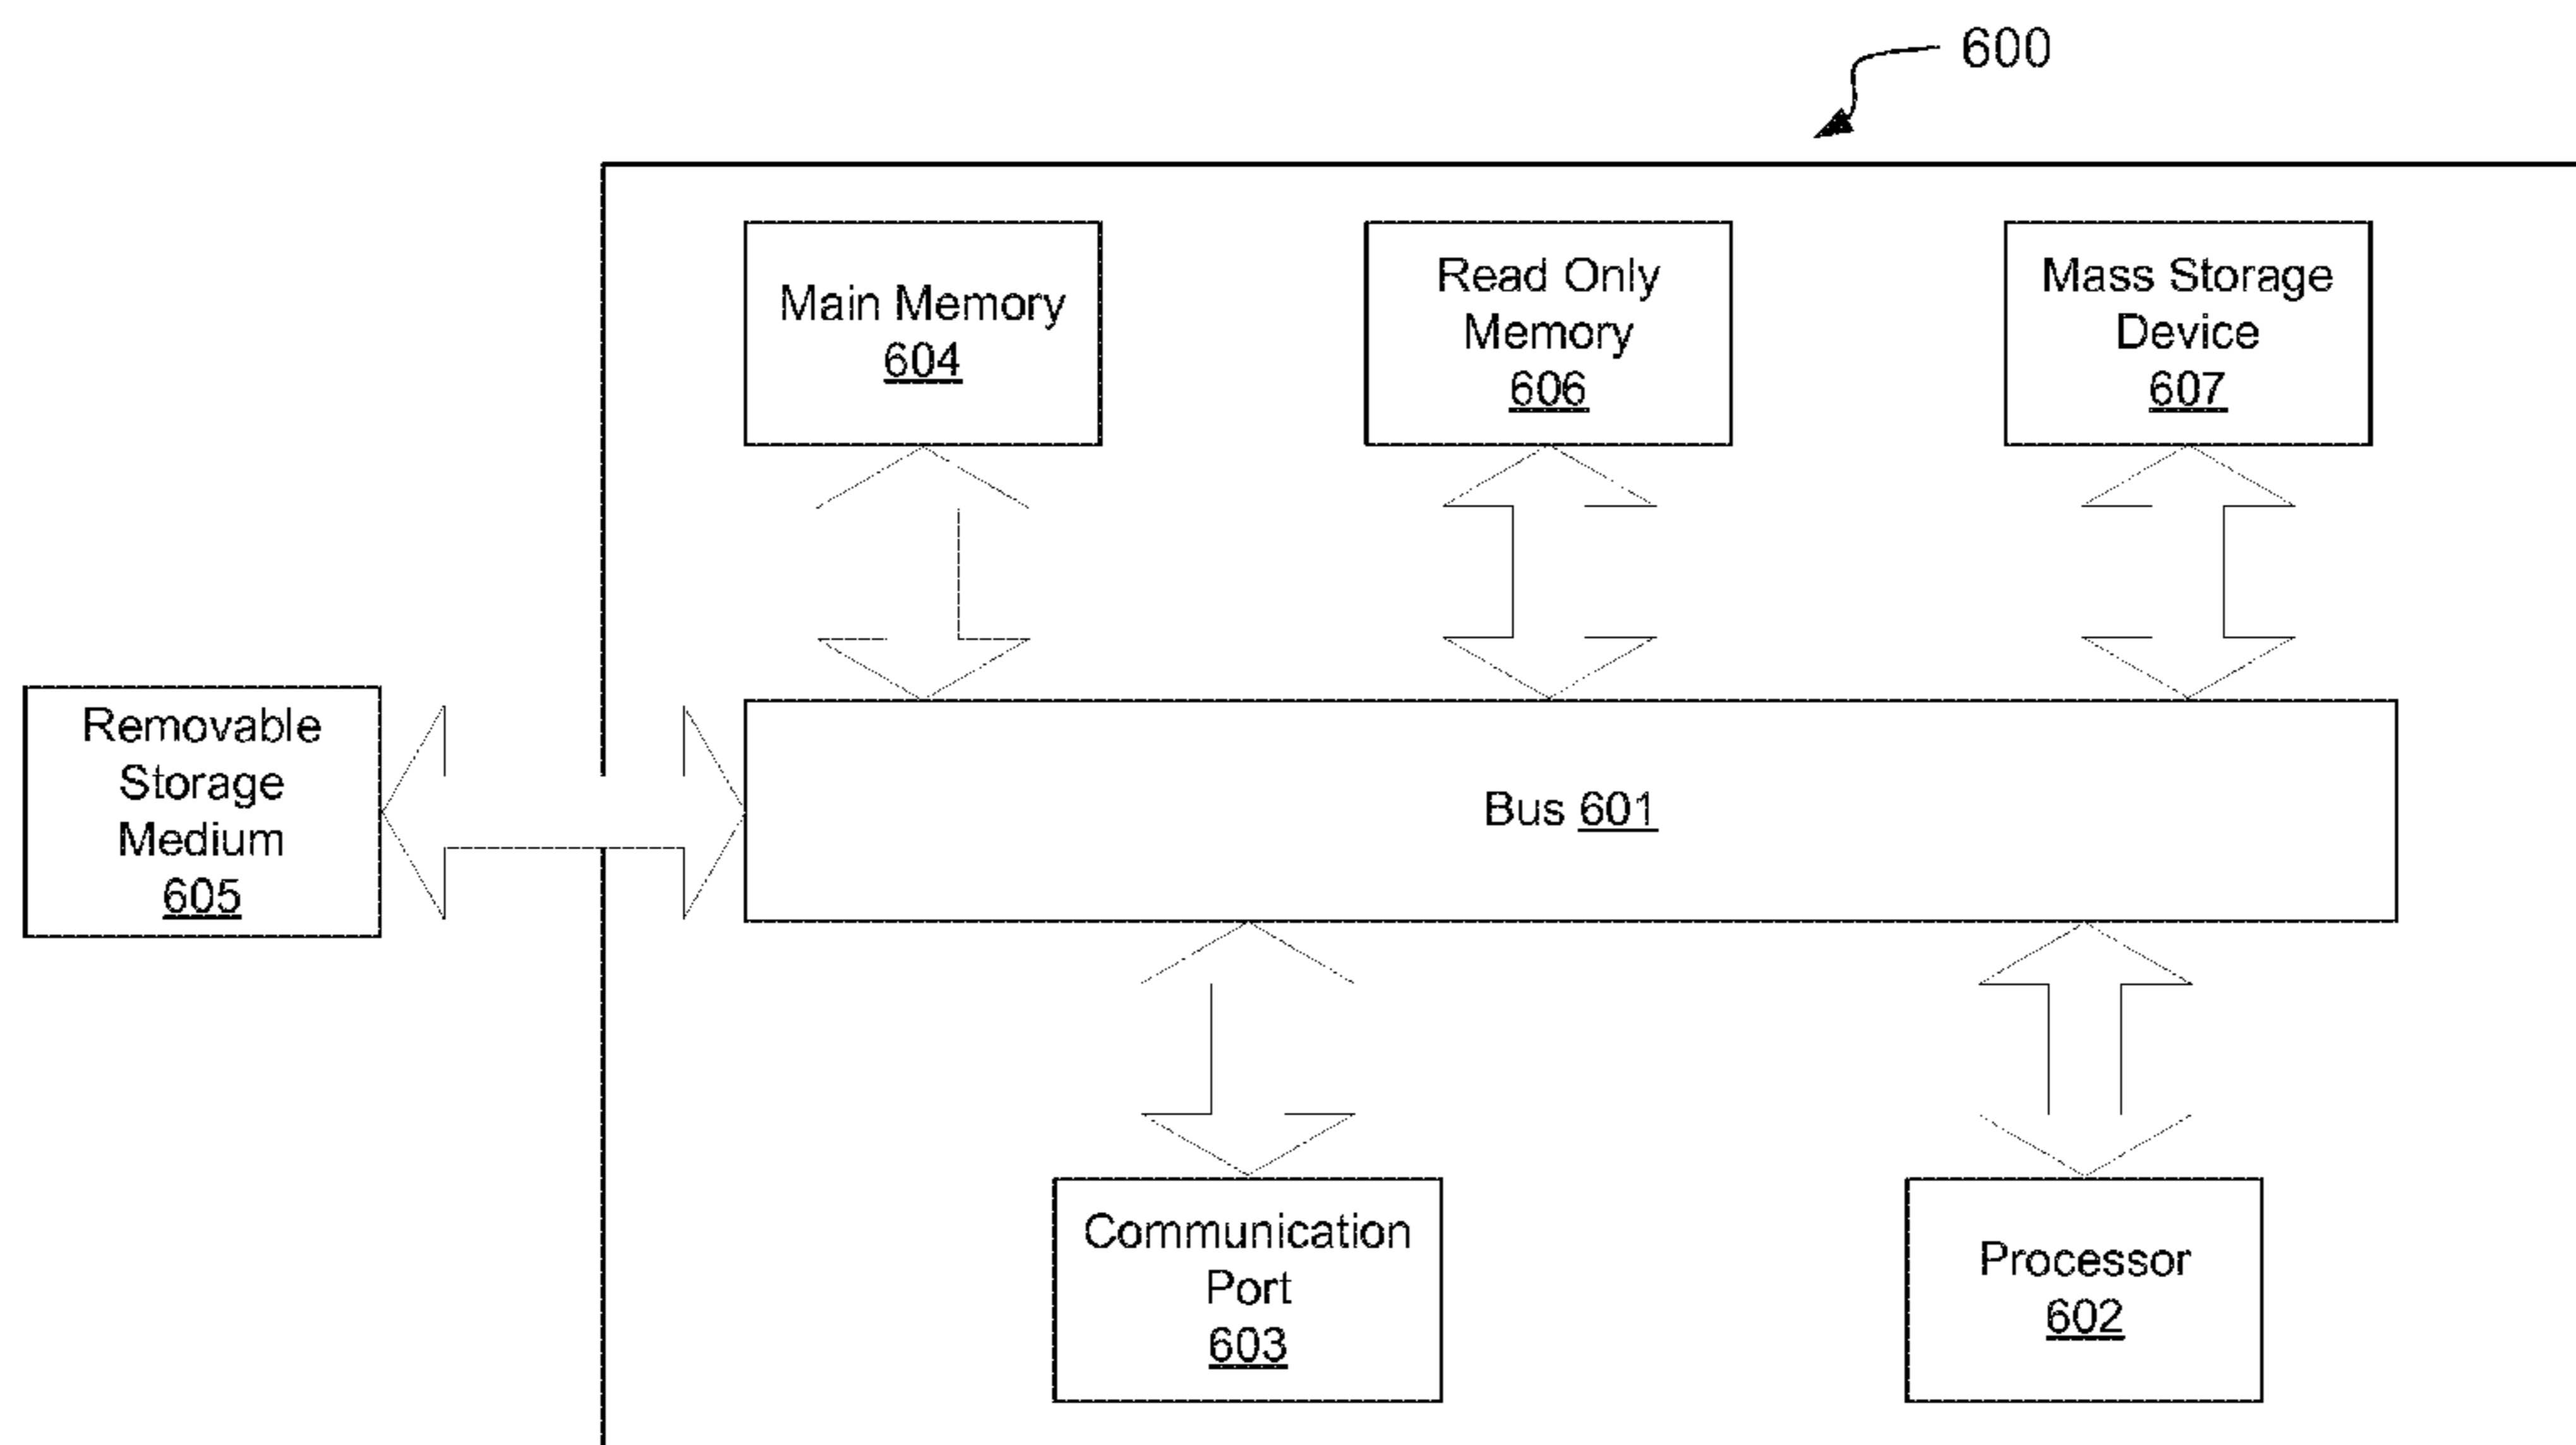 600
Main Memory
604
Read Only
Memory
606
Mass Storage
Device
607
Removable
Storage
Medium
605
Bus 601
Communication
Port
603
Processor
602